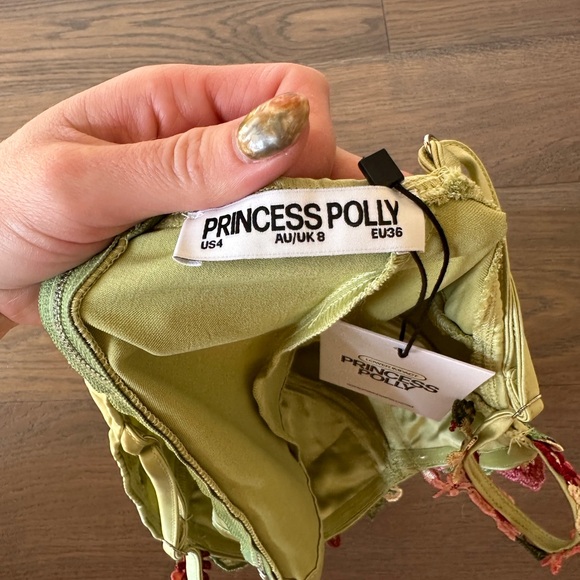 PRINCESS POLLY
US4 AU/UK 8 EU36
PRINCESS
POLLY